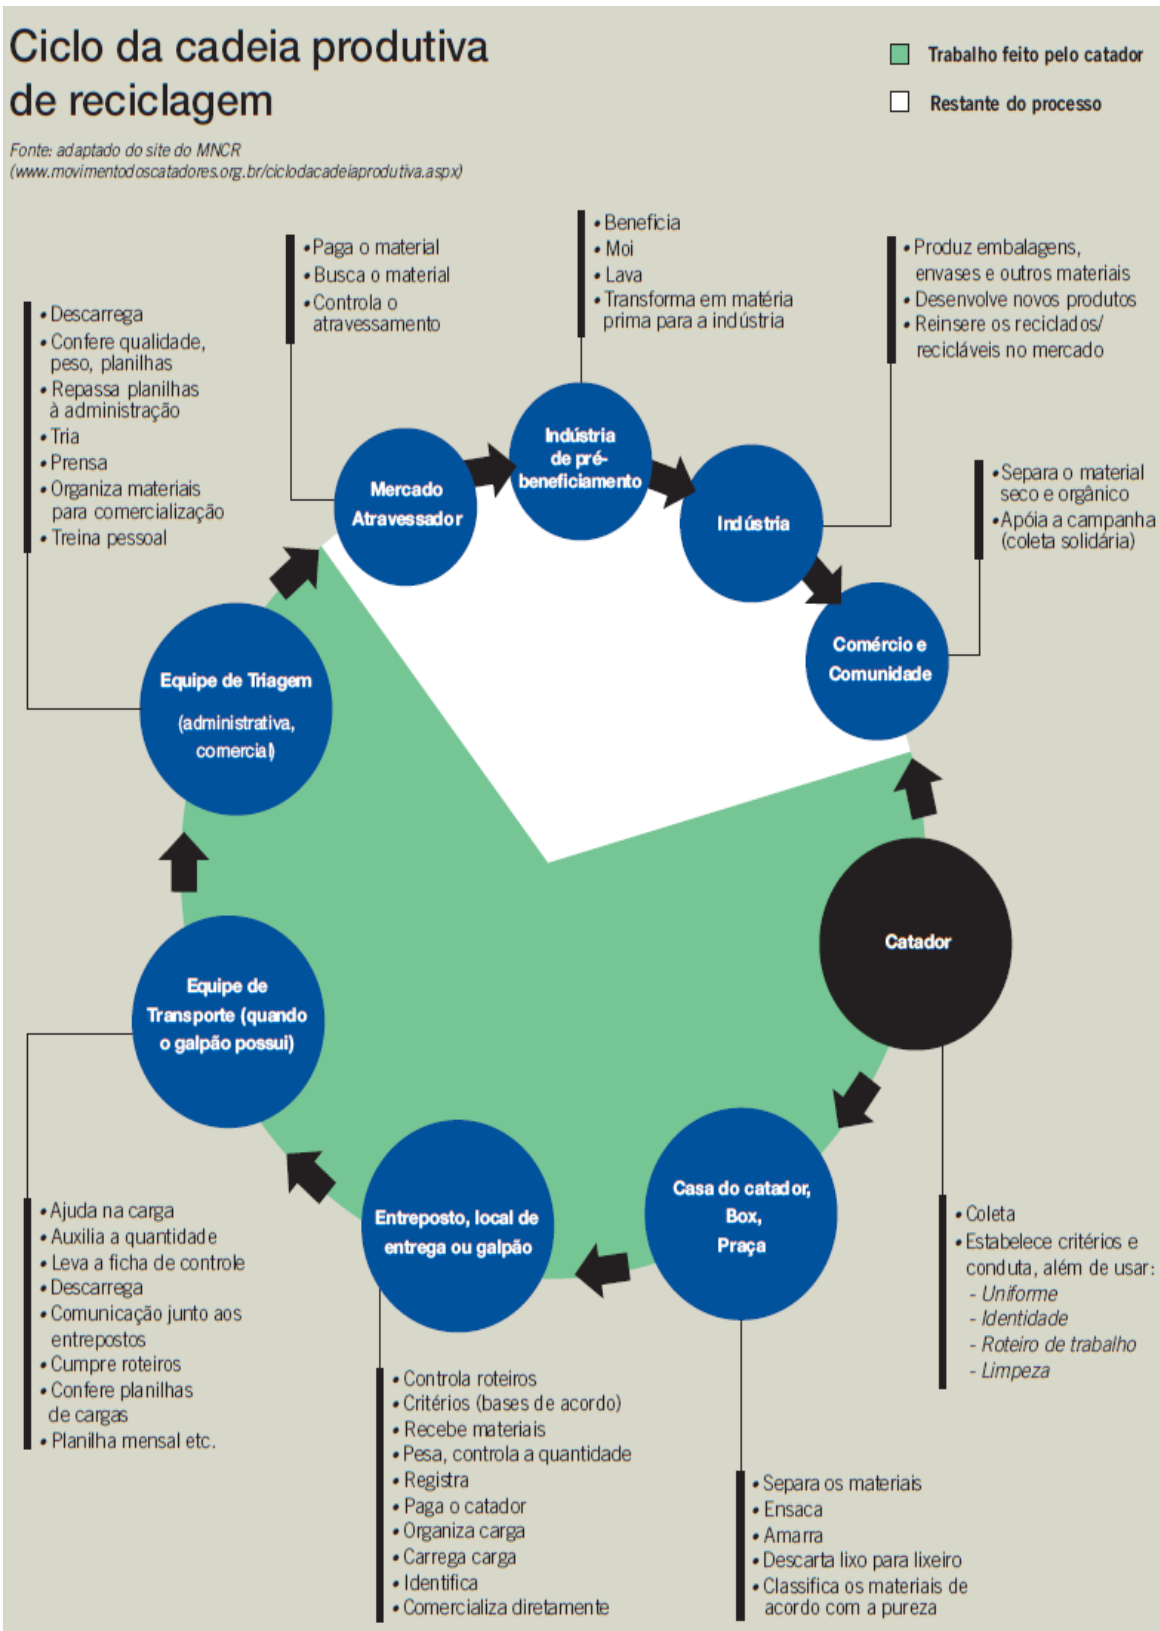 Ciclo da cadeia produtiva
de reciclagem
Fonte: adaptado do site do MNCR
(www.movimentodoscatadores.org.br/ciclodacadeiaprodutiva.aspx)
Trabalho feito pelo catador
Restante do processo
• Descarrega
• Confere qualidade,
peso, planilhas
• Repassa planilhas
à administração
• Tria
• Prensa
• Organiza materiais
para comercialização
• Treina pessoal
• Paga o material
• Busca o material
• Controla o
atravessamento
• Beneficia
• Moi
• Lava
• Transforma em matéria
prima para a indústria
• Produz embalagens,
envases e outros materiais
• Desenvolve novos produtos
• Reinsere os reciclados/
recicláveis no mercado
• Separa o material
seco e orgânico
• Apóia a campanha
(coleta solidária)
Mercado
Atravessador
Indústria
de pré-
beneficiamento
Indústria
Comércio e
Comunidade
Equipe de Triagem
(administrativa,
comercial)
Catador
Equipe de
Transporte (quando
o galpão possui)
Entreposto, local de
entrega ou galpão
Casa do catador,
Box,
Praça
• Ajuda na carga
• Auxilia a quantidade
• Leva a ficha de controle
• Descarrega
• Comunicação junto aos
entrepostos
• Cumpre roteiros
• Confere planilhas
de cargas
• Planilha mensal etc.
• Controla roteiros
• Critérios (bases de acordo)
• Recebe materiais
• Pesa, controla a quantidade
• Registra
• Paga o catador
• Organiza carga
• Carrega carga
• Identifica
• Comercializa diretamente
• Separa os materiais
• Ensaca
• Amarra
• Descarta lixo para lixeiro
• Classifica os materiais de
acordo com a pureza
• Coleta
• Estabelece critérios e
conduta, além de usar:
- Uniforme
- Identidade
- Roteiro de trabalho
- Limpeza